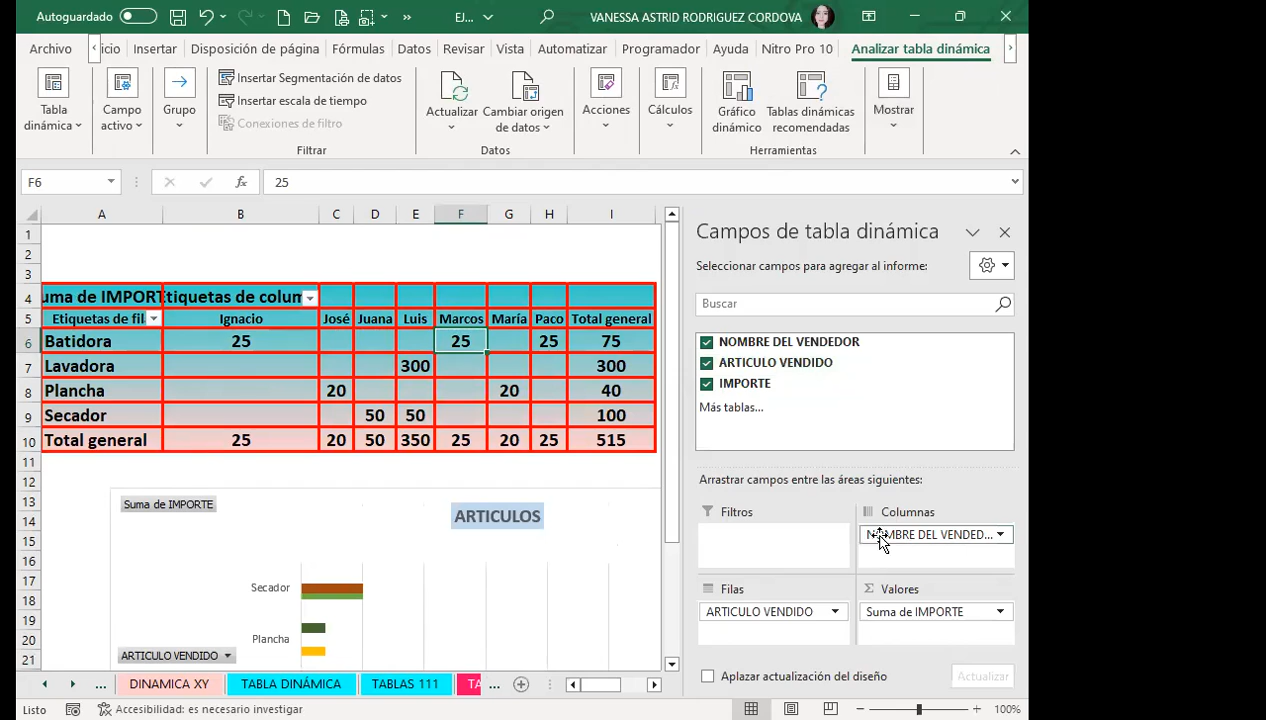 Autoguardado EJ... VANESSA ASTRID RODRIGUEZ CORDOVA
Archivo icio Insertar Disposición de página Fórmulas Datos Revisar Vista Automatizar Programador Ayuda Nitro Pro 10 Analizar tabla dinámica
Tabla dinámica
Campo activo
Grupo
Insertar Segmentación de datos
Insertar escala de tiempo
Conexiones de filtro
Filtrar
Actualizar
Cambiar origen de datos
Datos
Acciones
Cálculos
Gráfico dinámico
Tablas dinámicas recomendadas
Herramientas
Mostrar
F6 fx 25
A B C D E F G H I
1
2
3
4 uma de IMPORT Etiquetas de colum
5 Etiquetas de fil Ignacio José Juana Luis Marcos María Paco Total general
6 Batidora 25 25 25 75
7 Lavadora 300 300
8 Plancha 20 20 40
9 Secador 50 50 100
10 Total general 25 20 50 350 25 20 25 515
11
12
13
14
15
16
17
18
19
20
21
Suma de IMPORTE
ARTICULOS
Secador
Plancha
ARTICULO VENDIDO
Campos de tabla dinámica
Seleccionar campos para agregar al informe:
Buscar
NOMBRE DEL VENDEDOR
ARTICULO VENDIDO
IMPORTE
Más tablas...
Arrastrar campos entre las áreas siguientes:
Filtros
Columnas
NOMBRE DEL VENDED...
Filas
Valores
ARTICULO VENDIDO
Suma de IMPORTE
Aplazar actualización del diseño Actualizar
... DINAMICA XY TABLA DINÁMICA TABLAS 111 TA ...
Listo Accesibilidad: es necesario investigar 100%